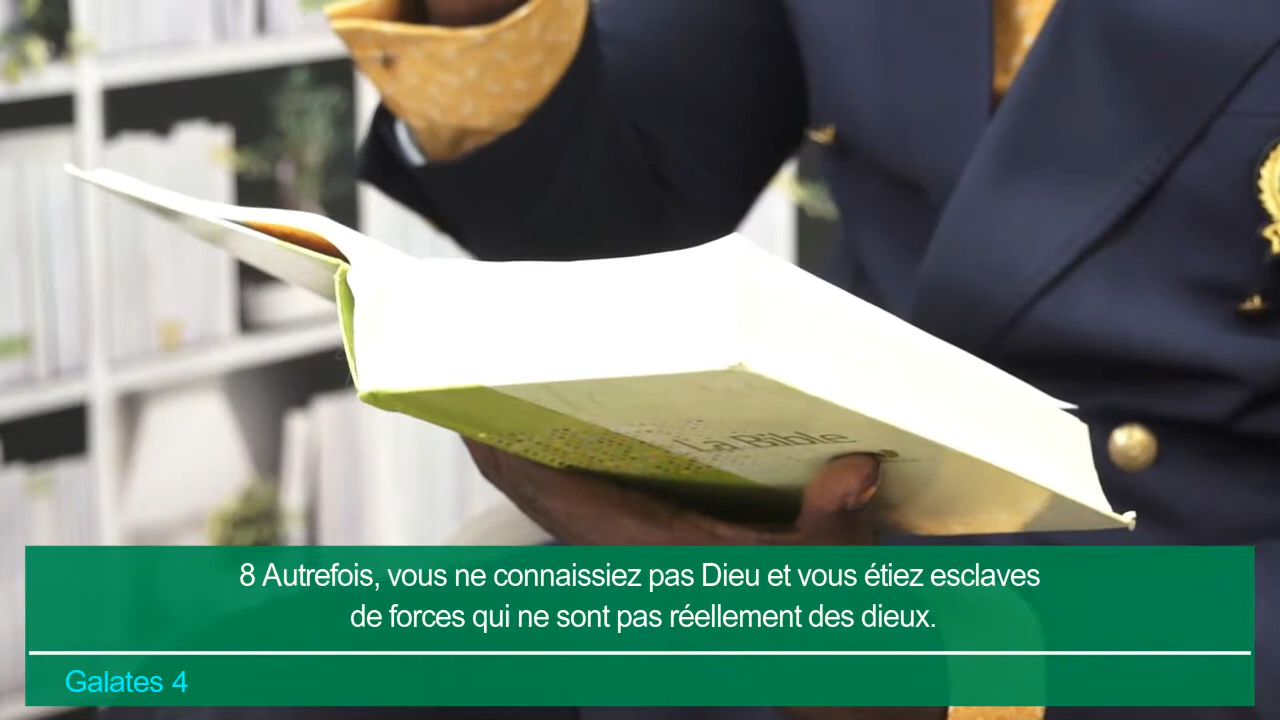 La Bible
8 Autrefois, vous ne connaissiez pas Dieu et vous étiez esclaves
de forces qui ne sont pas réellement des dieux.
Galates 4